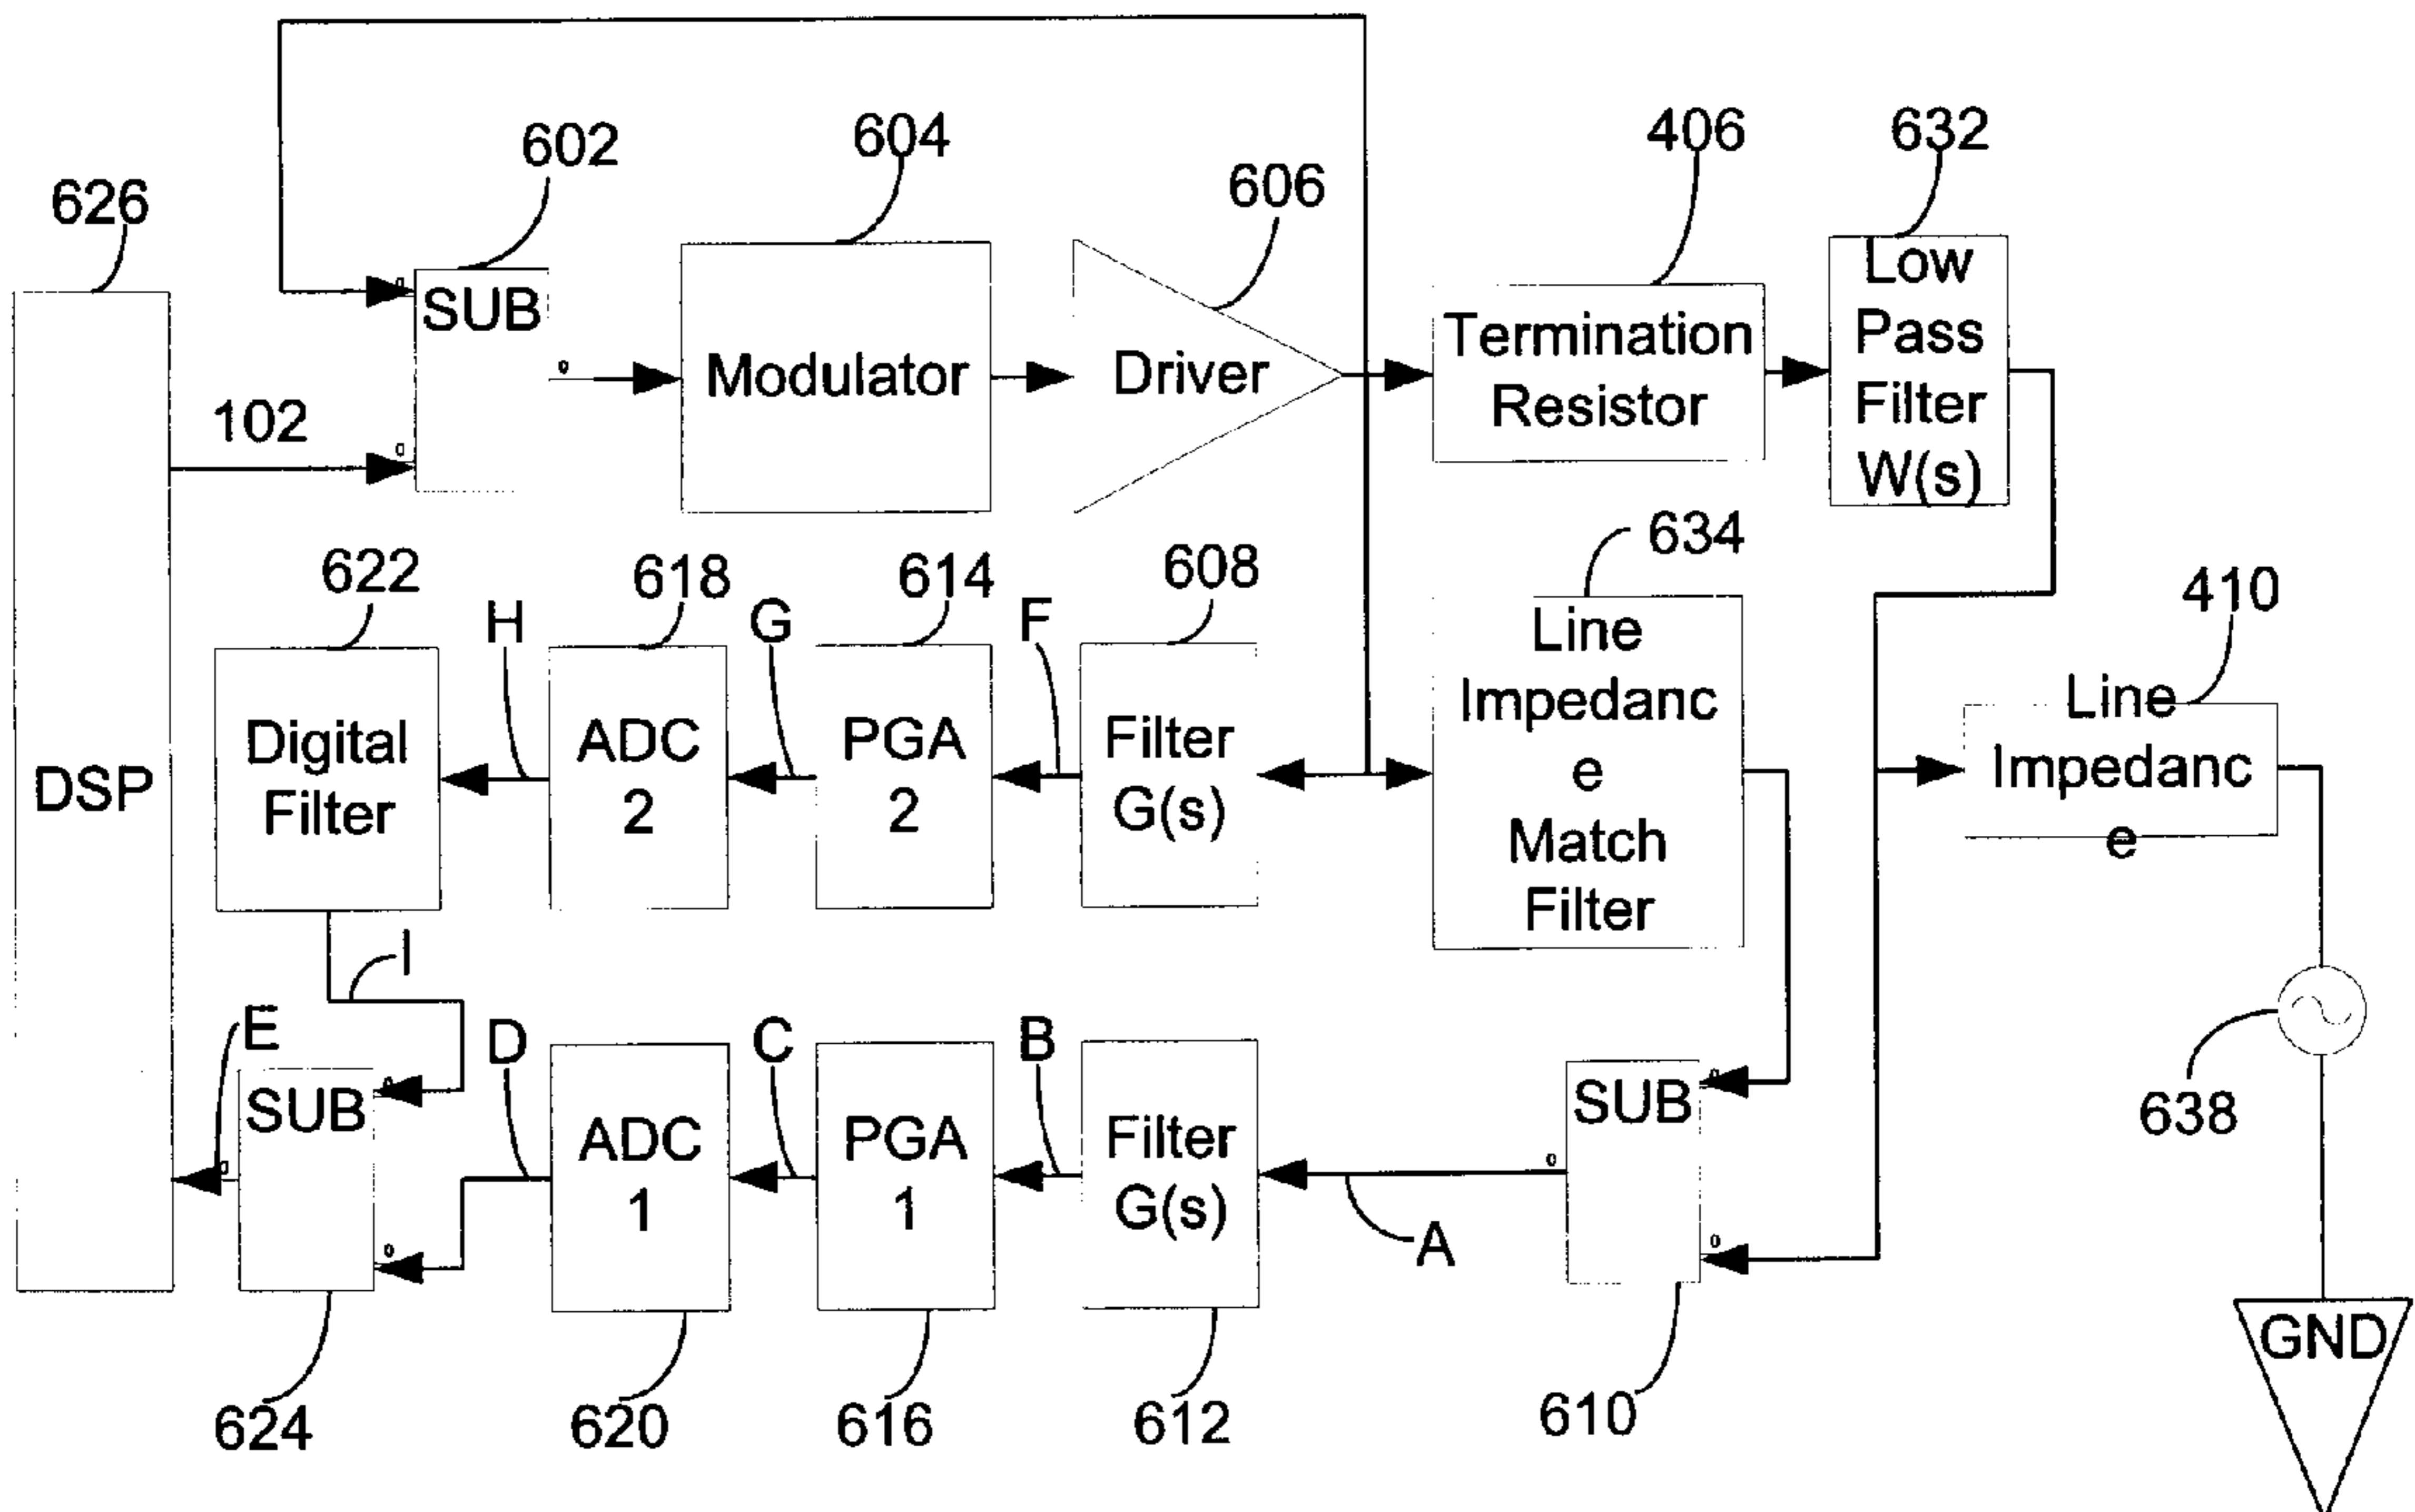 602
604
406
632
606
626
SUB
Modulator
Driver
Termination
Resistor
Low
Pass
Filter
W(s)
102
622
618
614
608
634
410
H
G
F
Digital
Filter
ADC
2
PGA
2
Filter
G(s)
Line
Impedanc
e
Match
Filter
Line
Impedanc
e
DSP
I
E
D
C
B
SUB
ADC
1
PGA
1
Filter
G(s)
A
SUB
638
GND
624
620
616
612
610